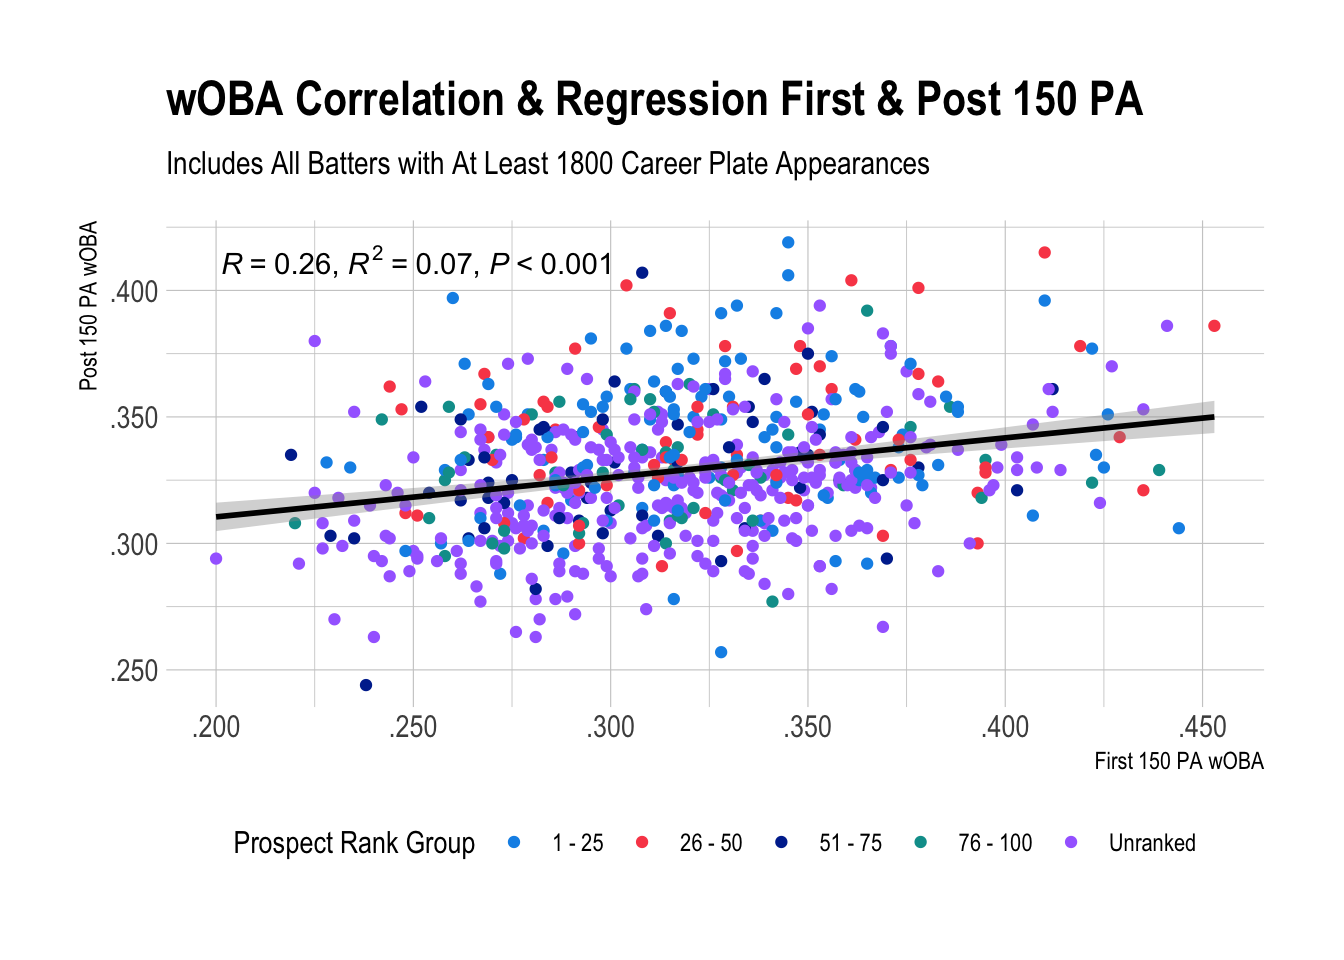 wOBA Correlation & Regression First & Post 150 PA
Includes All Batters with At Least 1800 Career Plate Appearances
Post 150 PA wOBA
R = 0.26, R² = 0.07, P < 0.001
.400
.350
.300
.250
.200 .250 .300 .350 .400 .450
First 150 PA wOBA
Prospect Rank Group 1 - 25 26 - 50 51 - 75 76 - 100 Unranked